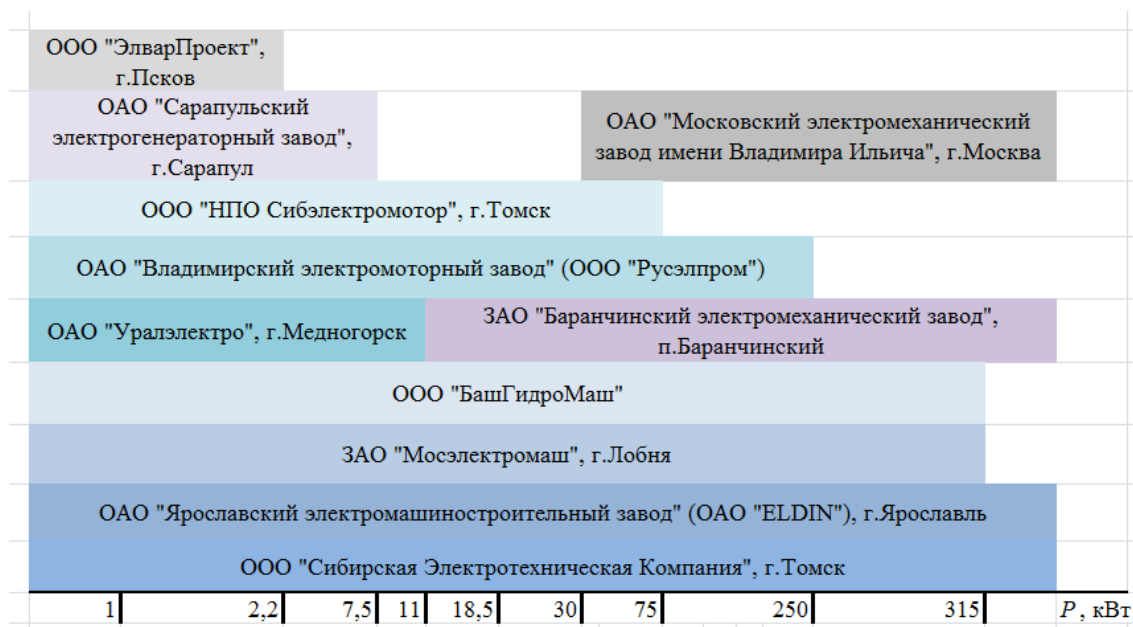 ООО "ЭлварПроект",
г.Псков
ОАО "Сарапульский
электрогенераторный завод",
г.Сарапул
ОАО "Московский электромеханический
завод имени Владимира Ильича", г.Москва
ООО "НПО Сибэлектромотор", г.Томск
ОАО "Владимирский электромоторный завод" (ООО "Русэлпром")
ОАО "Уралэлектро", г.Медногорск
ЗАО "Баранчинский электромеханический завод",
п.Баранчинский
ООО "БашГидроМаш"
ЗАО "Мосэлектромаш", г.Лобня
ОАО "Ярославский электромашиностроительный завод" (ОАО "ELDIN"), г.Ярославль
ООО "Сибирская Электротехническая Компания", г.Томск
1 2,2 7,5 11 18,5 30 75 250 315 P, кВт